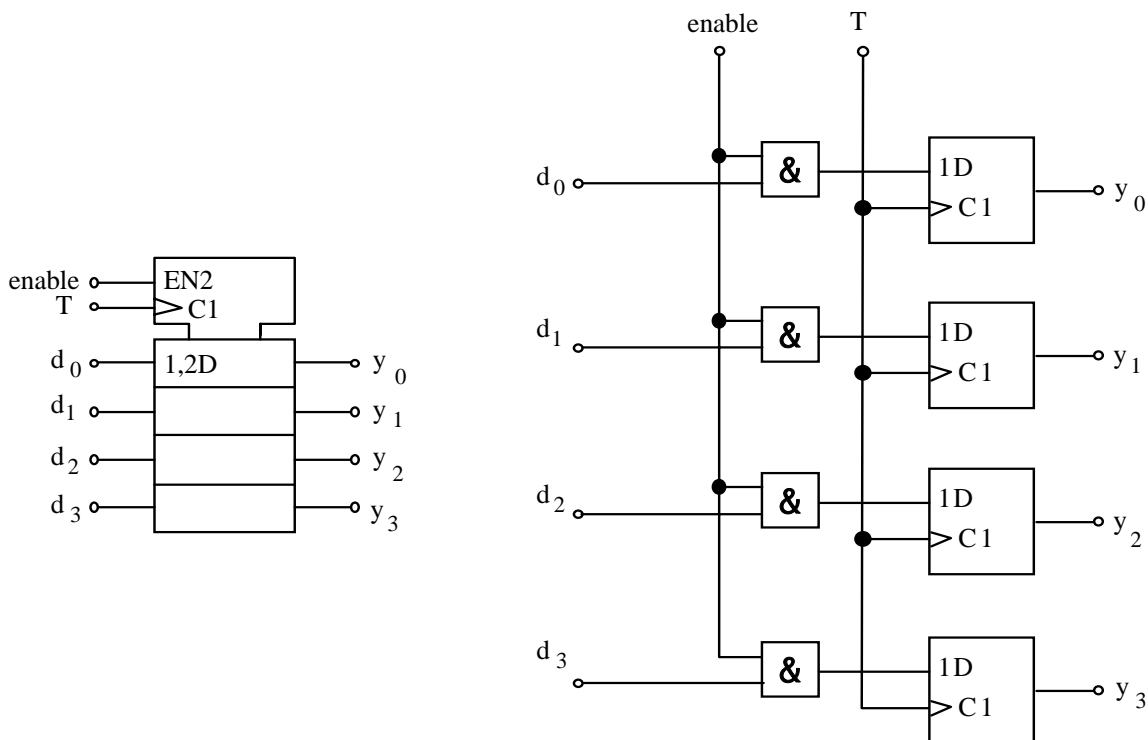 enable
T
EN2
C1
d0
1,2D
y0
d1
y1
d2
y2
d3
y3
enable
T
d0
&
1D
C1
y0
d1
&
1D
C1
y1
d2
&
1D
C1
y2
d3
&
1D
C1
y3